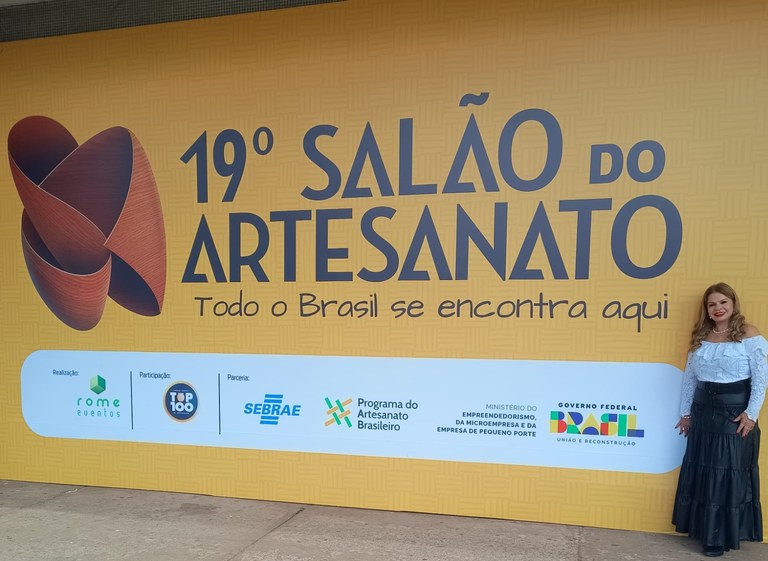 19º SALÃO DO
ARTESANATO
Todo o Brasil se encontra aqui
Realização:
rome
eventos
Participação:
TOP
100
Parceria:
SEBRAE
Programa do
Artesanato
Brasileiro
MINISTÉRIO DO
EMPREENDEDORISMO,
DA MICROEMPRESA E DA
EMPRESA DE PEQUENO PORTE
GOVERNO FEDERAL
BRASIL
UNIÃO E RECONSTRUÇÃO